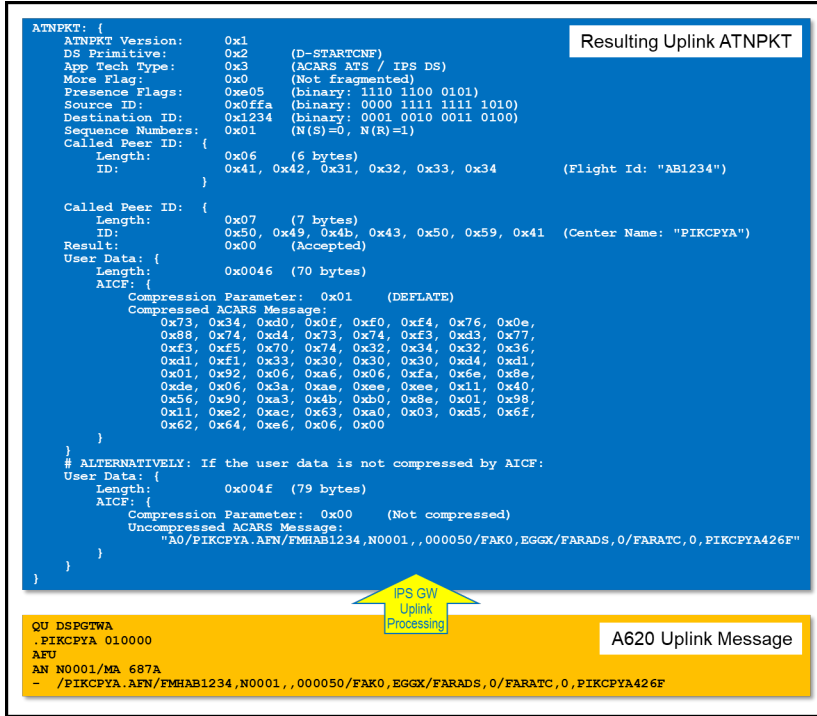 Resulting Uplink ATNPKT
ATNPKT: {
ATNPKT Version: 0x1
DS Primitive: 0x2 (D-STARTCNF)
App Tech Type: 0x3 (ACARS ATS / IPS DS)
More Flag: 0x0 (Not fragmented)
Presence Flags: 0xe05 (binary: 1110 1100 0101)
Source ID: 0x0ffa (binary: 0000 1111 1111 1010)
Destination ID: 0x1234 (binary: 0001 0010 0011 0100)
Sequence Numbers: 0x01 (N(S)=0, N(R)=1)
Called Peer ID: {
Length: 0x06 (6 bytes)
ID: 0x41, 0x42, 0x31, 0x32, 0x33, 0x34 (Flight Id: "AB1234")
}
Called Peer ID: {
Length: 0x07 (7 bytes)
ID: 0x50, 0x49, 0x4b, 0x43, 0x50, 0x59, 0x41 (Center Name: "PIKCPYA")
Result: 0x00 (Accepted)
User Data: {
Length: 0x0046 (70 bytes)
AICF: {
Compression Parameter: 0x01 (DEFLATE)
Compressed ACARS Message:
0x73, 0x34, 0xd0, 0x0f, 0xf0, 0xf4, 0x76, 0x0e,
0x88, 0x74, 0xd4, 0x73, 0x74, 0xf3, 0xd3, 0x77,
0xf3, 0xf5, 0x70, 0x74, 0x32, 0x34, 0x32, 0x36,
0xd1, 0xf1, 0x33, 0x30, 0x30, 0x30, 0xd4, 0xd1,
0x01, 0x92, 0x06, 0xa6, 0x06, 0xfa, 0x6e, 0x8e,
0xde, 0x06, 0x3a, 0xae, 0xee, 0xee, 0x11, 0x40,
0x56, 0x90, 0xa3, 0x4b, 0xb0, 0x8e, 0x01, 0x98,
0x11, 0xe2, 0xac, 0x63, 0xa0, 0x03, 0xd5, 0x6f,
0x62, 0x64, 0xe6, 0x06, 0x00
}
}
# ALTERNATIVELY: If the user data is not compressed by AICF:
User Data: {
Length: 0x004f (79 bytes)
AICF: {
Compression Parameter: 0x00 (Not compressed)
Uncompressed ACARS Message:
"A0/PIKCPYA.AFN/FMHAB1234,N0001,,000050/FAK0,EGGX/FARADS,0/FARATC,0,PIKCPYA426F"
}
}
}
IPS GW
Uplink
Processing
A620 Uplink Message
QU DSPGTWA
.PIKCPYA 010000
AFU
AN N0001/MA 687A
- /PIKCPYA.AFN/FMHAB1234,N0001,,000050/FAK0,EGGX/FARADS,0/FARATC,0,PIKCPYA426F